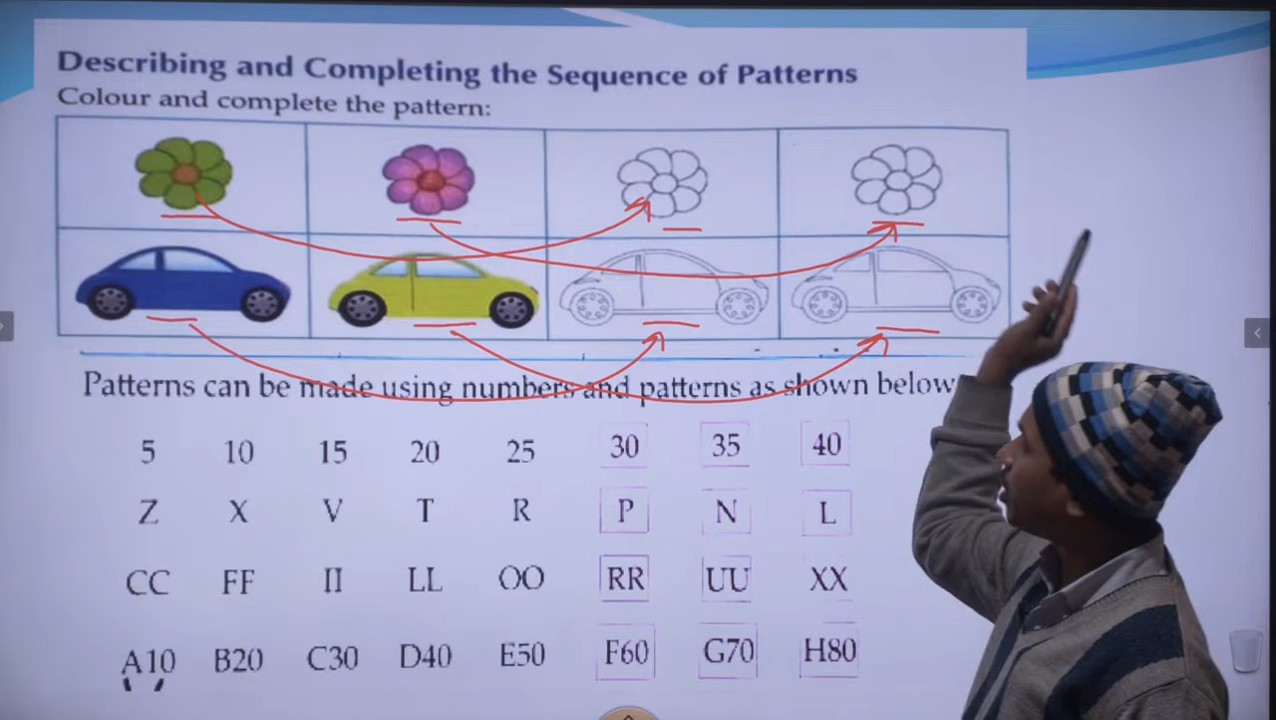 Describing and Completing the Sequence of Patterns
Colour and complete the pattern:
Patterns can be made using numbers and patterns as shown below
5 10 15 20 25 30 35 40
Z X V T R P N L
CC FF II LL OO RR UU XX
A10 B20 C30 D40 E50 F60 G70 H80